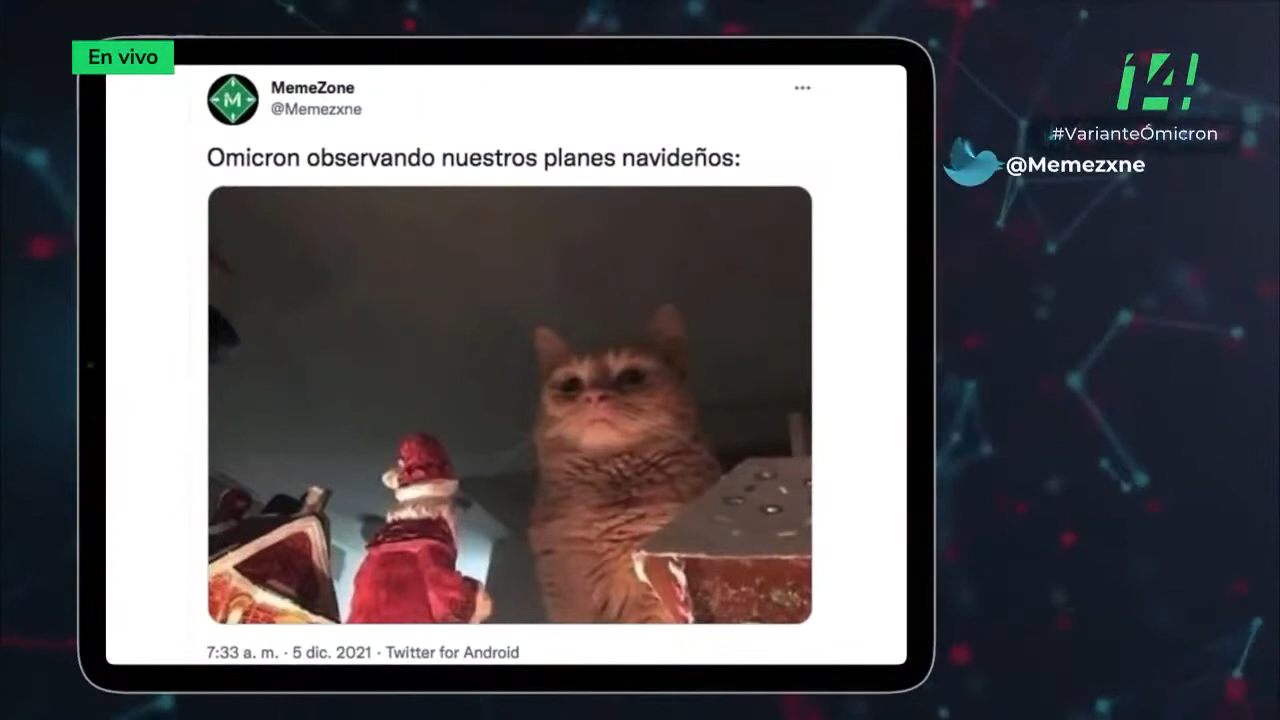 En vivo
M
MemeZone
@Memezxne
Omicron observando nuestros planes navideños:
7:33 a. m. · 5 dic. 2021 · Twitter for Android
14!
#VarianteÓmicron
@Memezxne